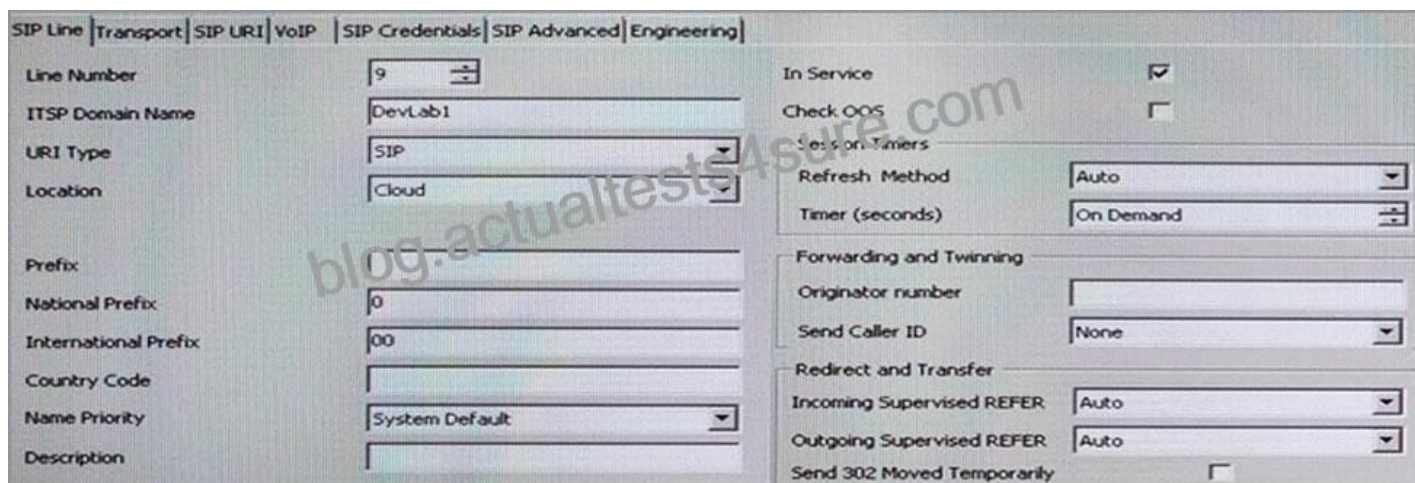 SIP Line Transport SIP URI VoIP SIP Credentials SIP Advanced Engineering
Line Number 9
ITSP Domain Name DevLab1
URI Type SIP
Location Cloud
Prefix
National Prefix 0
International Prefix 00
Country Code
Name Priority System Default
Description
In Service
Check OOS
Session Timers
Refresh Method Auto
Timer (seconds) On Demand
Forwarding and Twinning
Originator number
Send Caller ID None
Redirect and Transfer
Incoming Supervised REFER Auto
Outgoing Supervised REFER Auto
Send 302 Moved Temporarily
blog.actualtests4sure.com